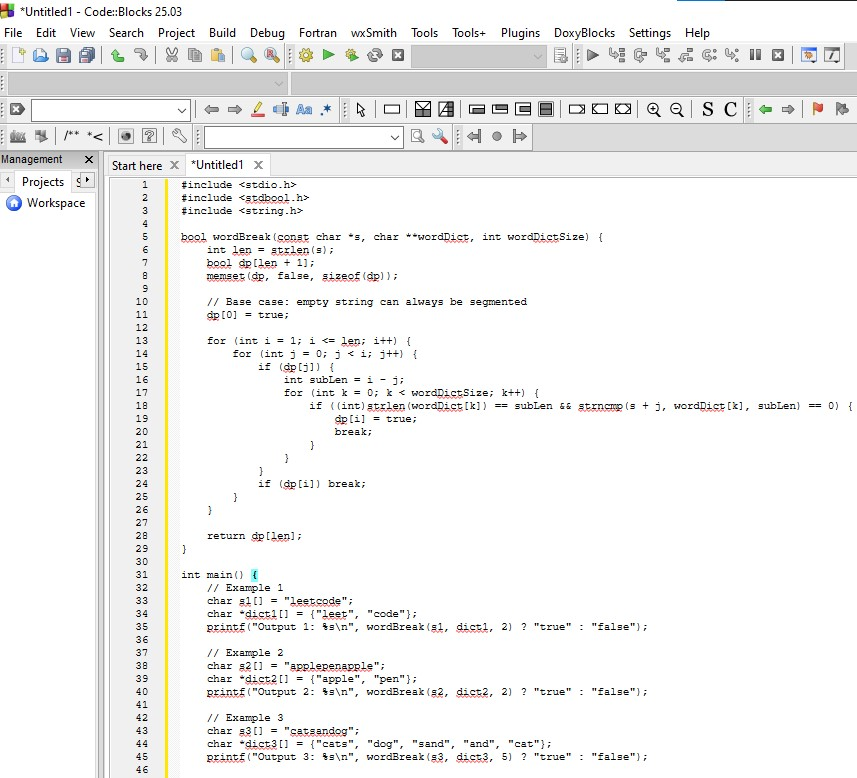 *Untitled1 - Code::Blocks 25.03
File Edit View Search Project Build Debug Fortran wxSmith Tools Tools+ Plugins DoxyBlocks Settings Help
Aa .* S C
/** *<
Management
Start here *Untitled1
Projects
Workspace
1 #include <stdio.h>
2 #include <stdbool.h>
3 #include <string.h>
4
5 bool wordBreak(const char *s, char **wordDict, int wordDictSize) {
6     int len = strlen(s);
7     bool dp[len + 1];
8     memset(dp, false, sizeof(dp));
9
10     // Base case: empty string can always be segmented
11     dp[0] = true;
12
13     for (int i = 1; i <= len; i++) {
14         for (int j = 0; j < i; j++) {
15             if (dp[j]) {
16                 int subLen = i - j;
17                 for (int k = 0; k < wordDictSize; k++) {
18                     if ((int)strlen(wordDict[k]) == subLen && strncmp(s + j, wordDict[k], subLen) == 0) {
19                         dp[i] = true;
20                         break;
21                     }
22                 }
23             }
24             if (dp[i]) break;
25         }
26     }
27
28     return dp[len];
29 }
30
31 int main() {
32     // Example 1
33     char s1[] = "leetcode";
34     char *dict1[] = {"leet", "code"};
35     printf("Output 1: %s\n", wordBreak(s1, dict1, 2) ? "true" : "false");
36
37     // Example 2
38     char s2[] = "applepenapple";
39     char *dict2[] = {"apple", "pen"};
40     printf("Output 2: %s\n", wordBreak(s2, dict2, 2) ? "true" : "false");
41
42     // Example 3
43     char s3[] = "catsandog";
44     char *dict3[] = {"cats", "dog", "sand", "and", "cat"};
45     printf("Output 3: %s\n", wordBreak(s3, dict3, 5) ? "true" : "false");
46